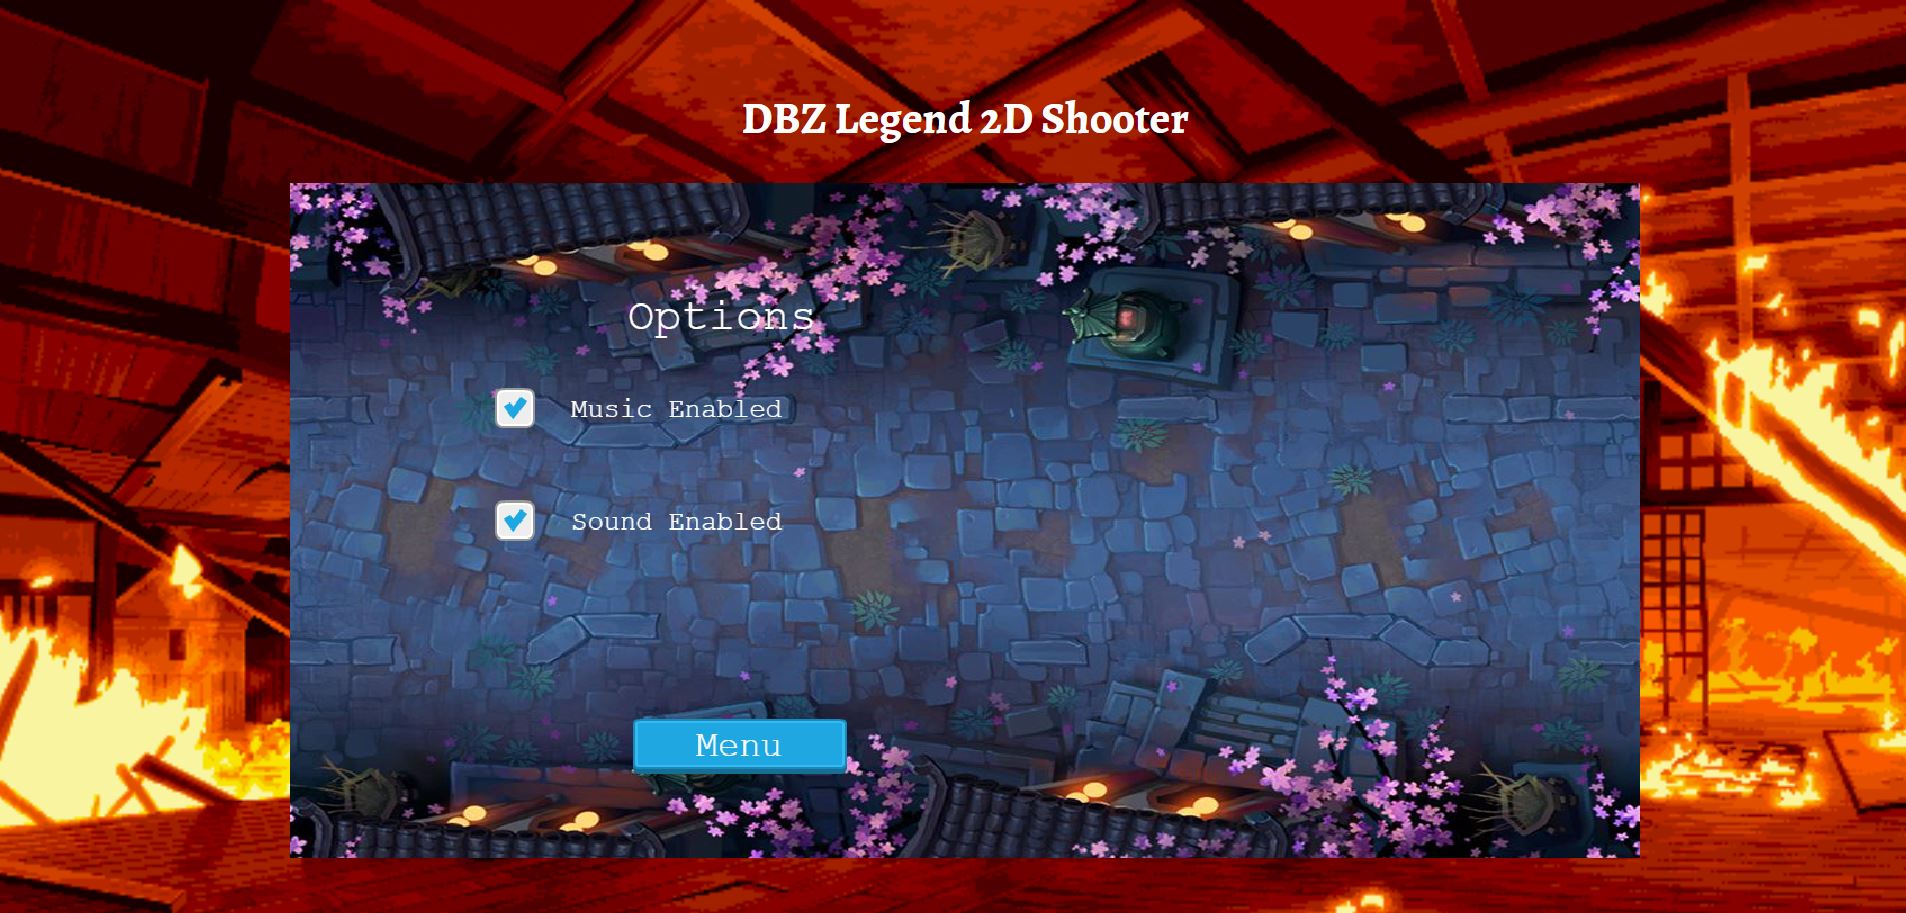 DBZ Legend 2D Shooter
Options
Music Enabled
Sound Enabled
Menu